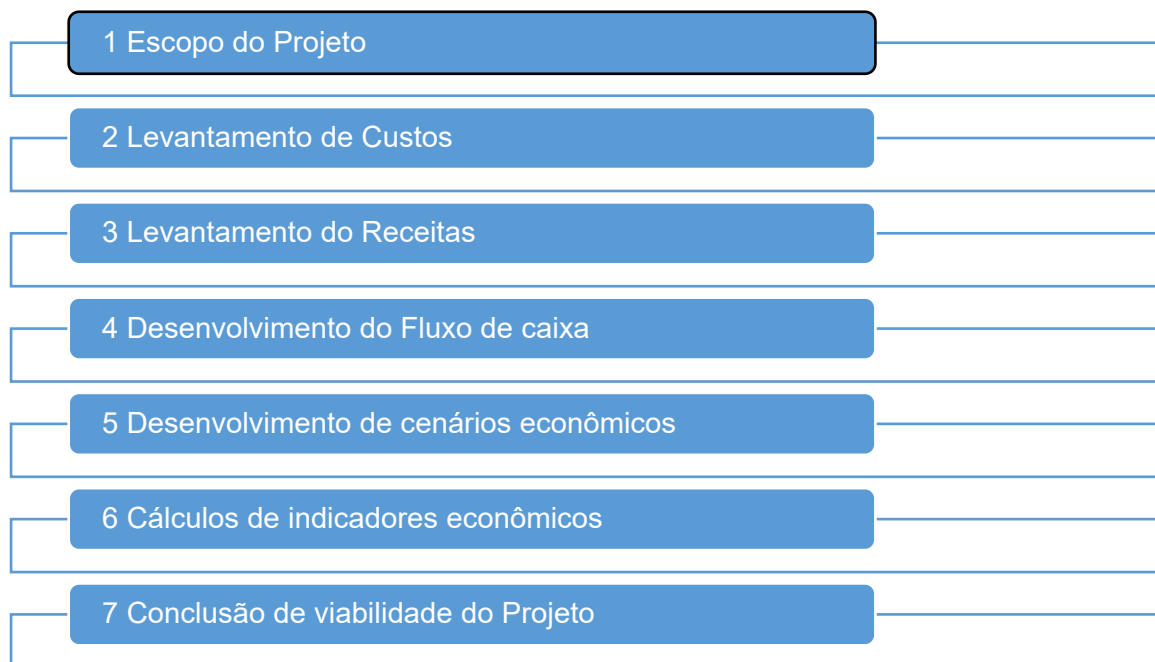 1 Escopo do Projeto
2 Levantamento de Custos
3 Levantamento do Receitas
4 Desenvolvimento do Fluxo de caixa
5 Desenvolvimento de cenários econômicos
6 Cálculos de indicadores econômicos
7 Conclusão de viabilidade do Projeto